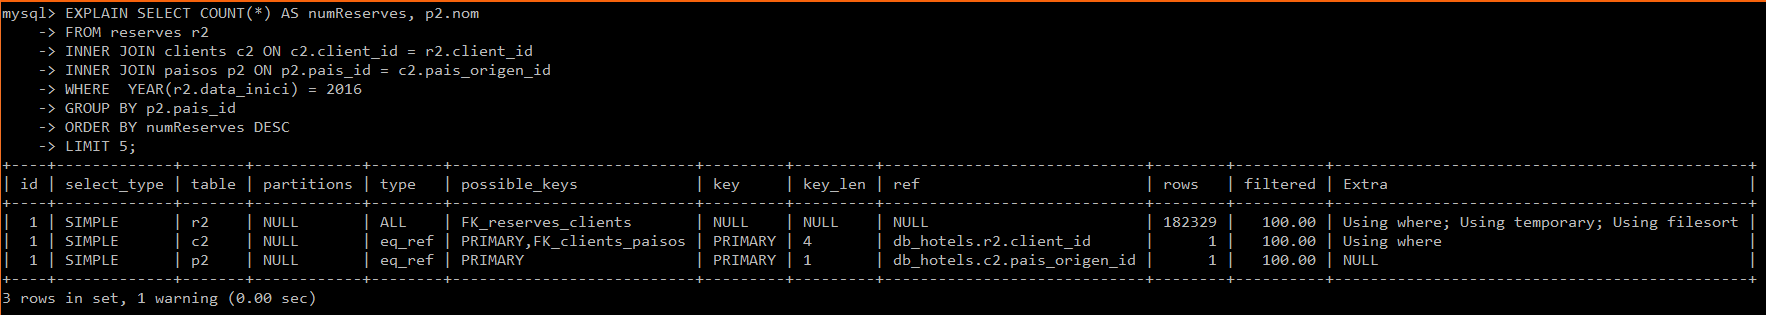 mysql> EXPLAIN SELECT COUNT(*) AS numReserves, p2.nom
    -> FROM reserves r2
    -> INNER JOIN clients c2 ON c2.client_id = r2.client_id
    -> INNER JOIN paisos p2 ON p2.pais_id = c2.pais_origen_id
    -> WHERE  YEAR(r2.data_inici) = 2016
    -> GROUP BY p2.pais_id
    -> ORDER BY numReserves DESC
    -> LIMIT 5;
+----+-------------+-------+------------+--------+---------------------------+---------+---------+-----------------------------+--------+----------+----------------------------------------------+
| id | select_type | table | partitions | type   | possible_keys             | key     | key_len | ref                         | rows   | filtered | Extra                                        |
+----+-------------+-------+------------+--------+---------------------------+---------+---------+-----------------------------+--------+----------+----------------------------------------------+
|  1 | SIMPLE      | r2    | NULL       | ALL    | FK_reserves_clients       | NULL    | NULL    | NULL                        | 182329 |   100.00 | Using where; Using temporary; Using filesort |
|  1 | SIMPLE      | c2    | NULL       | eq_ref | PRIMARY,FK_clients_paisos | PRIMARY | 4       | db_hotels.r2.client_id      |      1 |   100.00 | Using where                                  |
|  1 | SIMPLE      | p2    | NULL       | eq_ref | PRIMARY                   | PRIMARY | 1       | db_hotels.c2.pais_origen_id |      1 |   100.00 | NULL                                         |
+----+-------------+-------+------------+--------+---------------------------+---------+---------+-----------------------------+--------+----------+----------------------------------------------+
3 rows in set, 1 warning (0.00 sec)